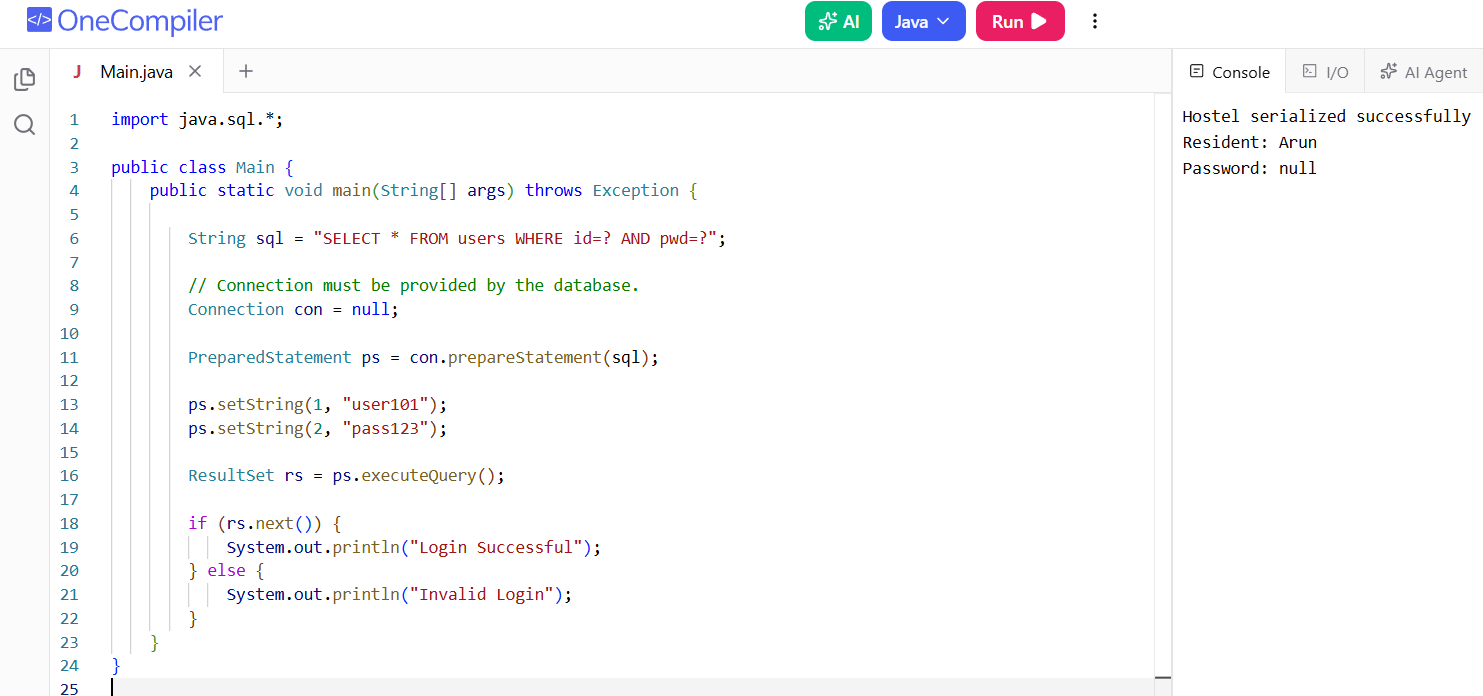 </> OneCompiler
AI
Java
Run
J Main.java
Console
I/O
AI Agent
1 import java.sql.*;
2
3 public class Main {
4 public static void main(String[] args) throws Exception {
5
6 String sql = "SELECT * FROM users WHERE id=? AND pwd=?";
7
8 // Connection must be provided by the database.
9 Connection con = null;
10
11 PreparedStatement ps = con.prepareStatement(sql);
12
13 ps.setString(1, "user101");
14 ps.setString(2, "pass123");
15
16 ResultSet rs = ps.executeQuery();
17
18 if (rs.next()) {
19 System.out.println("Login Successful");
20 } else {
21 System.out.println("Invalid Login");
22 }
23 }
24 }
25
Hostel serialized successfully
Resident: Arun
Password: null